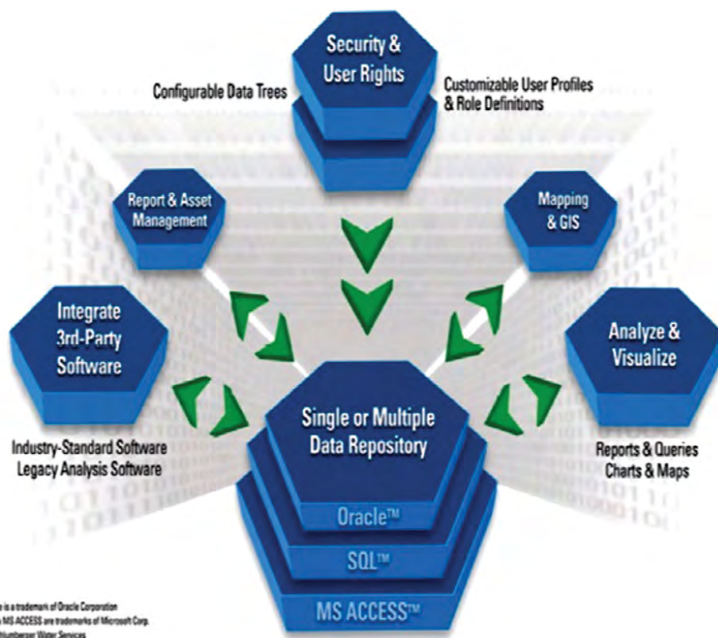 Security &
User Rights
Configurable Data Trees
Customizable User Profiles
& Role Definitions
Report & Asset
Management
Mapping
& GIS
Integrate
3rd-Party
Software
Analyze &
Visualize
Single or Multiple
Data Repository
Industry-Standard Software
Legacy Analysis Software
Reports & Queries
Charts & Maps
Oracle™
SQL™
MS ACCESS™
is a trademark of Oracle Corporation
MS ACCESS are trademarks of Microsoft Corp.
Water Services